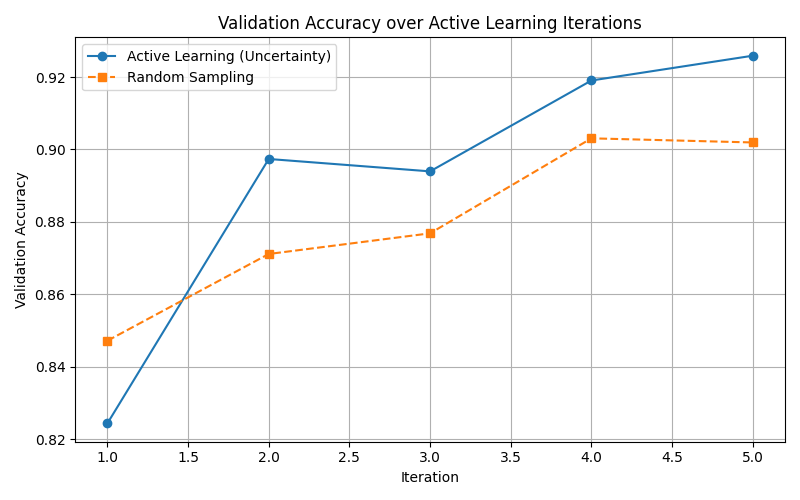 Validation Accuracy over Active Learning Iterations
Active Learning (Uncertainty)
Random Sampling
Validation Accuracy
0.92
0.90
0.88
0.86
0.84
0.82
1.0 1.5 2.0 2.5 3.0 3.5 4.0 4.5 5.0
Iteration